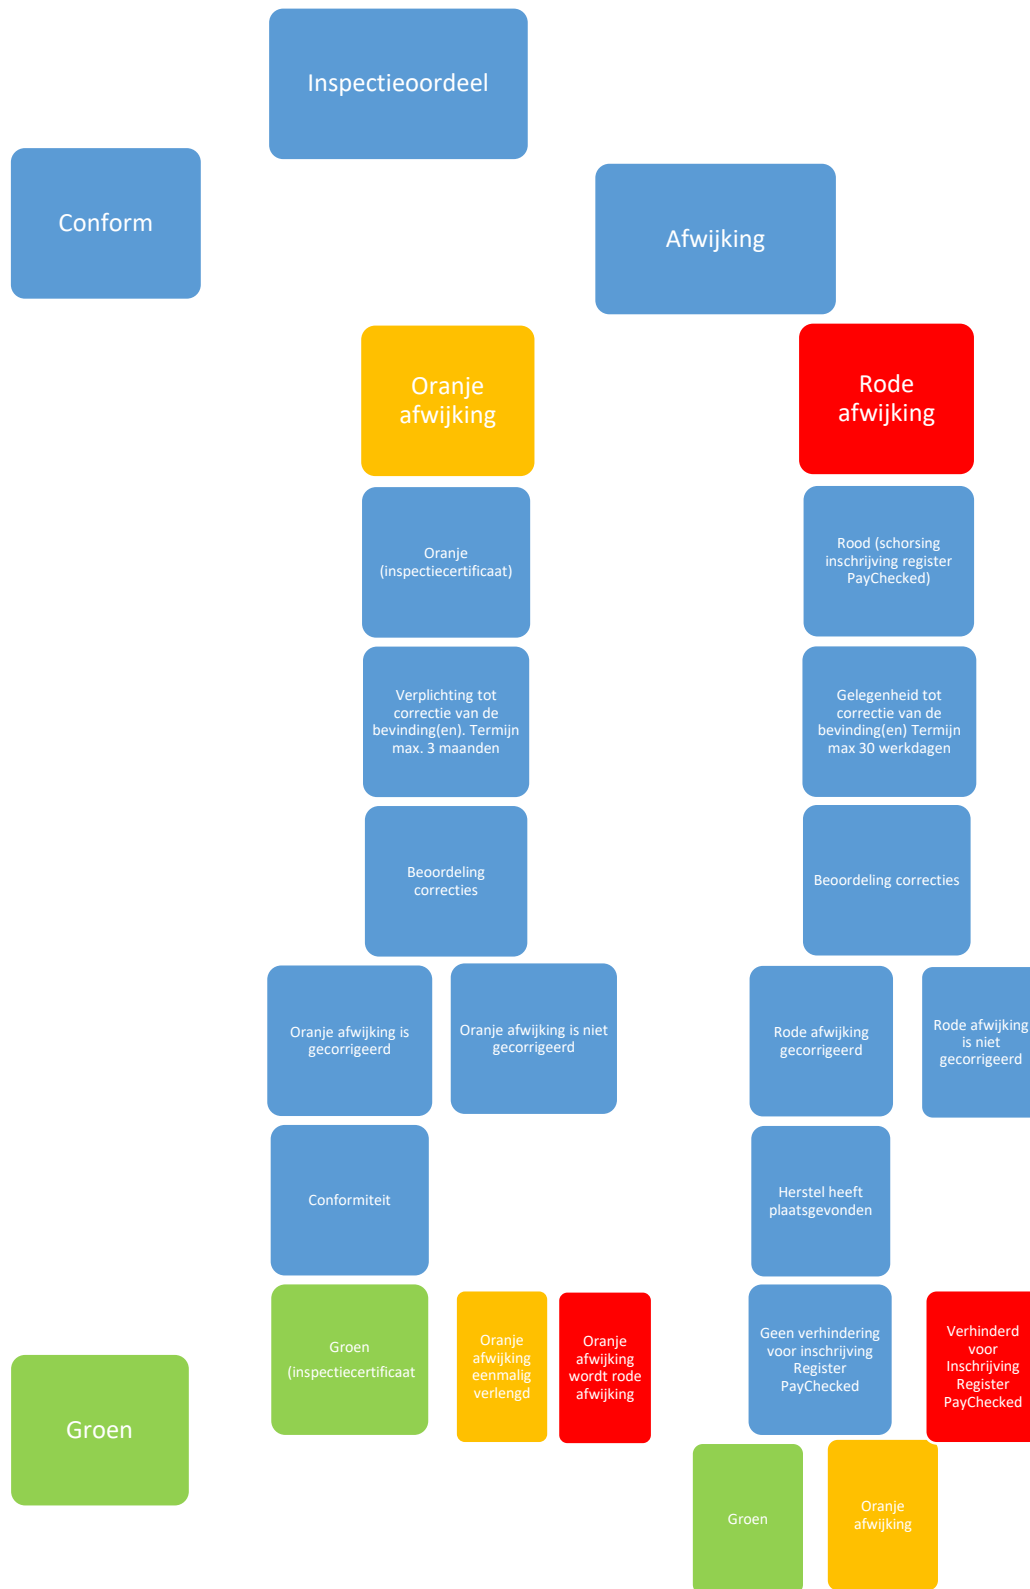 Inspectieoordeel
Conform
Afwijking
Oranje
afwijking
Rode
afwijking
Oranje
(inspectiecertificaat)
Rood (schorsing
inschrijving register
PayChecked)
Verplichting tot
correctie van de
bevinding(en). Termijn
max. 3 maanden
Gelegenheid tot
correctie van de
bevinding(en) Termijn
max 30 werkdagen
Beoordeling
correcties
Beoordeling correcties
Oranje afwijking is
gecorrigeerd
Oranje afwijking is niet
gecorrigeerd
Rode afwijking
gecorrigeerd
Rode afwijking
is niet
gecorrigeerd
Conformiteit
Herstel heeft
plaatsgevonden
Groen
(inspectiecertificaat
Oranje
afwijking
eenmalig
verlengd
Oranje
afwijking
wordt rode
afwijking
Geen verhindering
voor inschrijving
Register
PayChecked
Verhinderd
voor
Inschrijving
Register
PayChecked
Groen
Groen
Oranje
afwijking